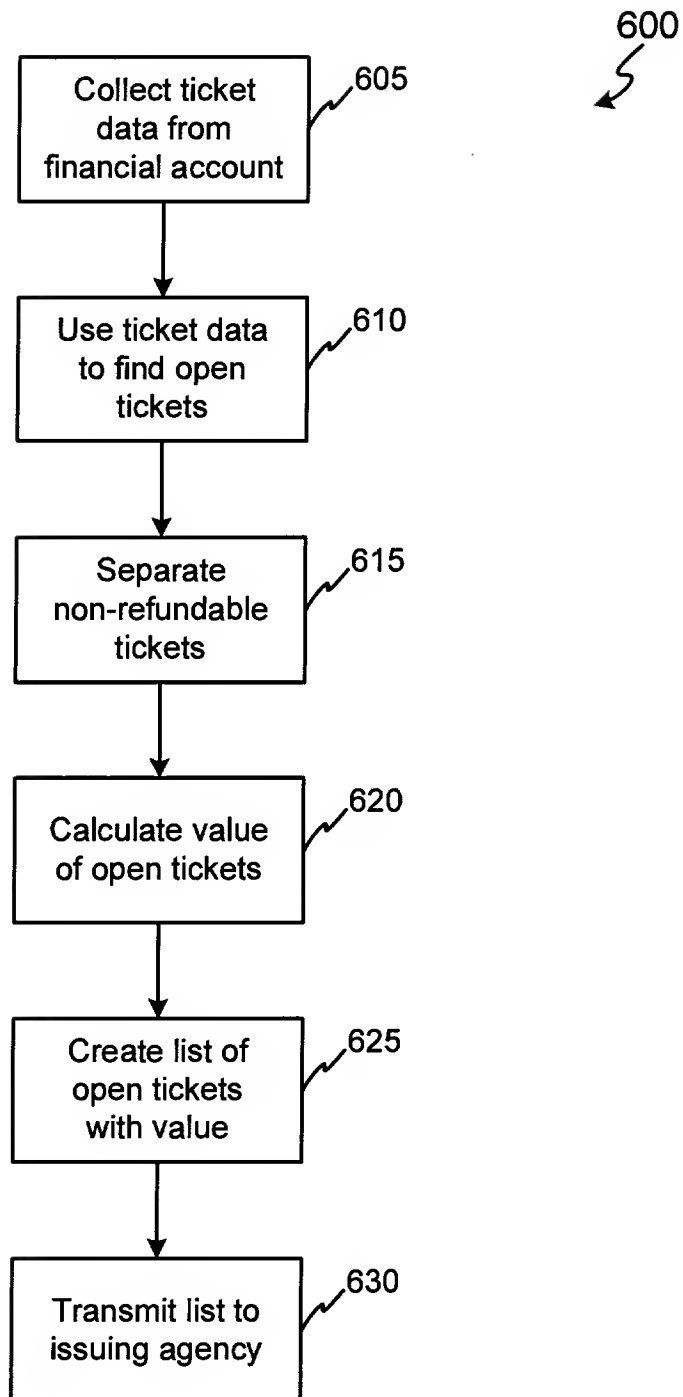 600
Collect ticket
data from
financial account
605
Use ticket data
to find open
tickets
610
Separate
non-refundable
tickets
615
Calculate value
of open tickets
620
Create list of
open tickets
with value
625
Transmit list to
issuing agency
630